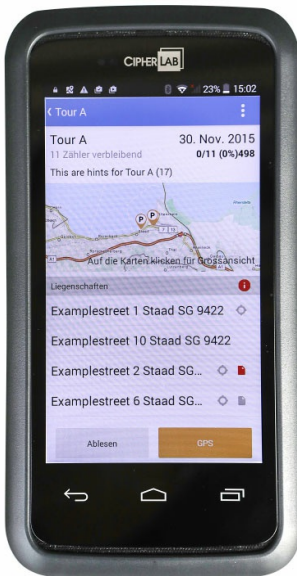 CIPHERLAB
23% 15:02
Tour A
Tour A 30. Nov. 2015
11 Zähler verbleibend 0/11 (0%)498
This are hints for Tour A (17)
P P
Auf die Karten klicken für Grossansicht
Liegenschaften
Examplestreet 1 Staad SG 9422
Examplestreet 10 Staad SG 9422
Examplestreet 2 Staad SG...
Examplestreet 6 Staad SG...
Ablesen GPS